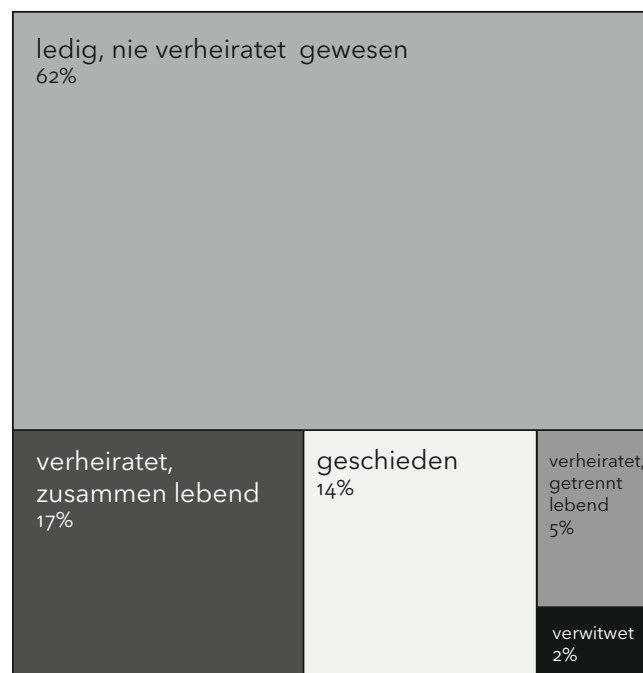 ledig, nie verheiratet gewesen
62%
verheiratet,
zusammen lebend
17%
geschieden
14%
verheiratet,
getrennt
lebend
5%
verwitwet
2%